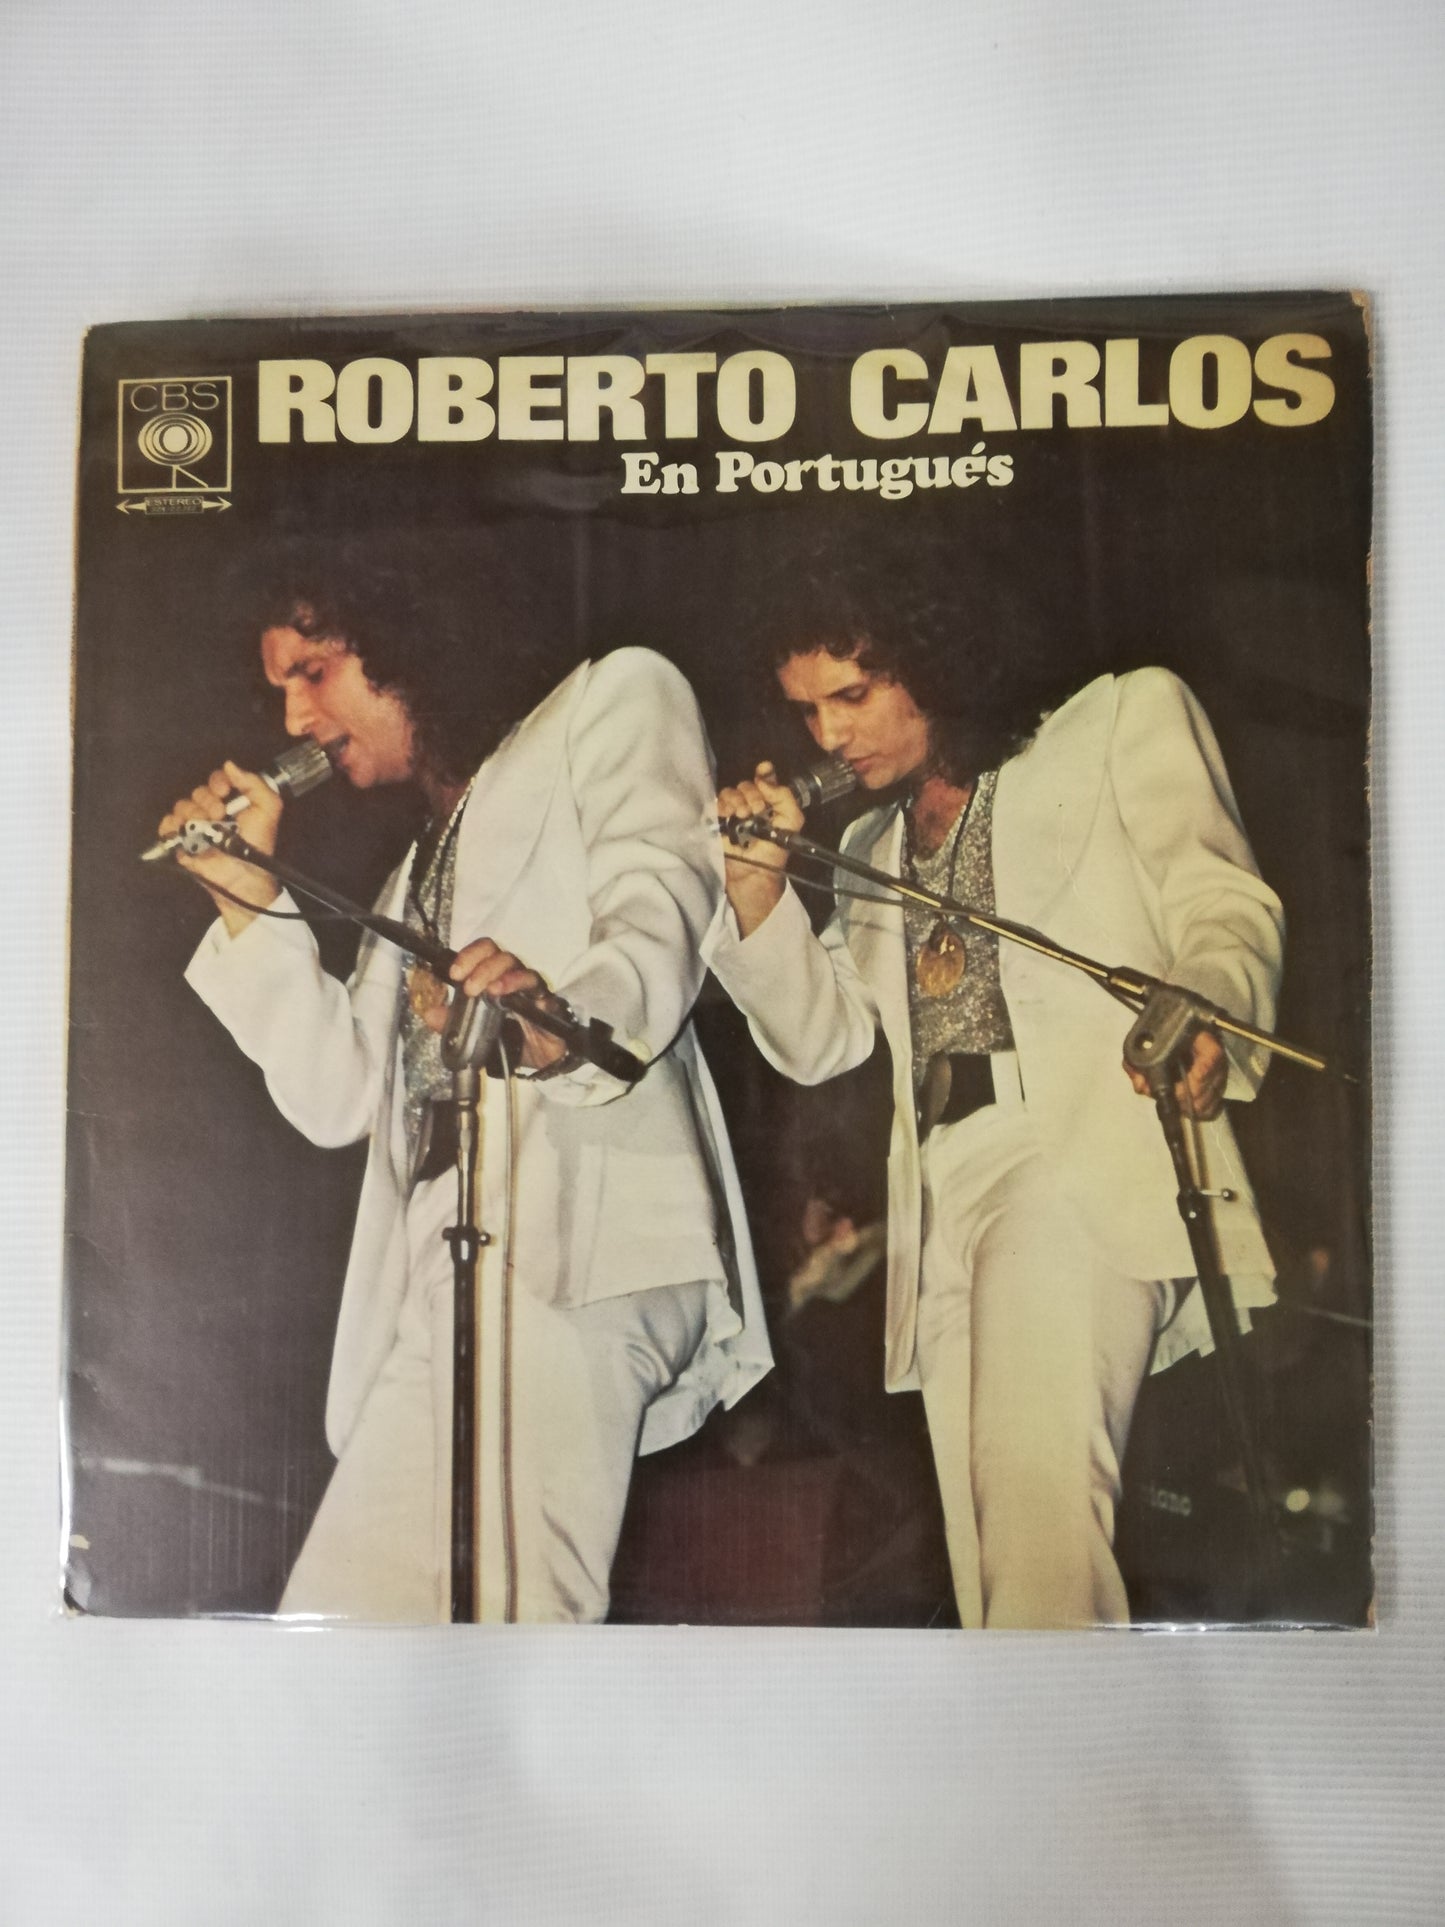 CBS
ROBERTO CARLOS
En Portugués
ESTEREO